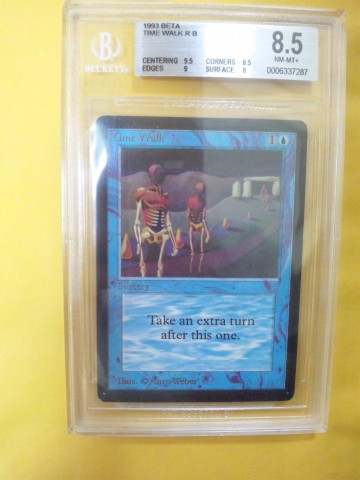 1993 BETA
TIME WALK R B
BECKETT
CENTERING 9.5 CORNERS 8.5
EDGES 9 SURFACE 8
8.5
NM-MT+
0006337287
Time Walk 1
Sorcery
Take an extra turn
after this one.
Illus. © Amy Weber